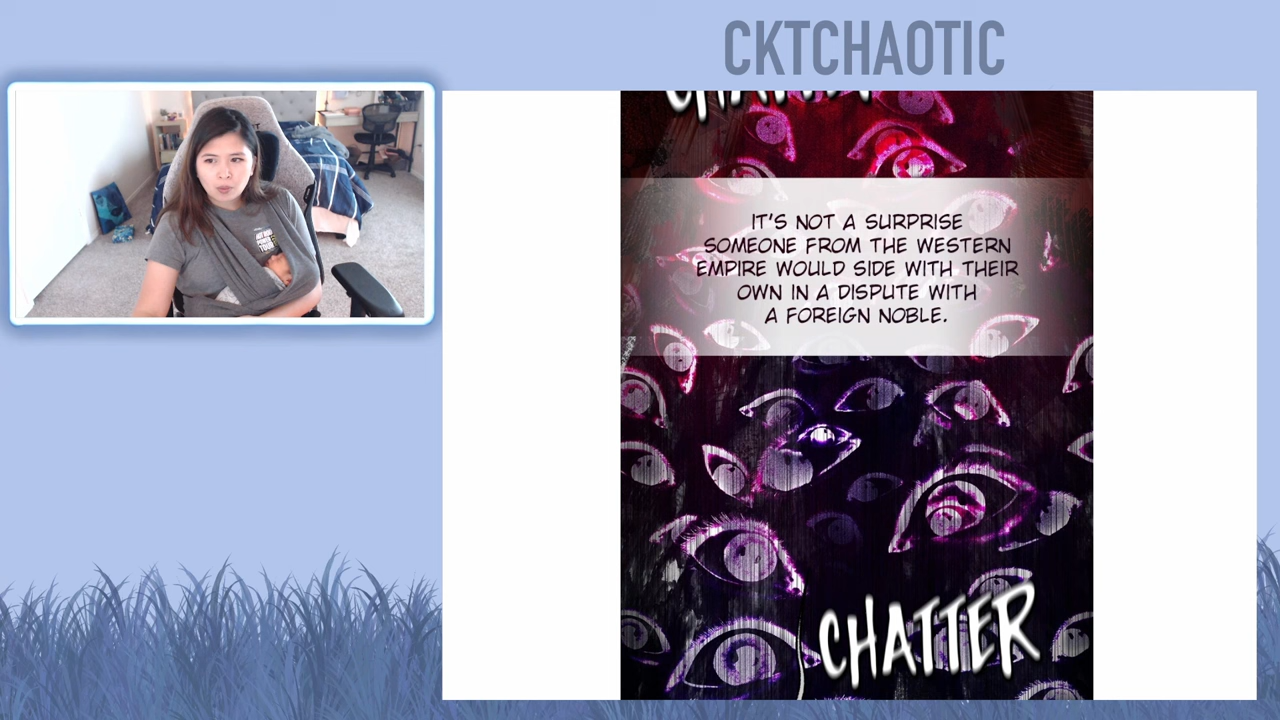 CKTCHAOTIC
CHATTER
IT'S NOT A SURPRISE
SOMEONE FROM THE WESTERN
EMPIRE WOULD SIDE WITH THEIR
OWN IN A DISPUTE WITH
A FOREIGN NOBLE.
CHATTER